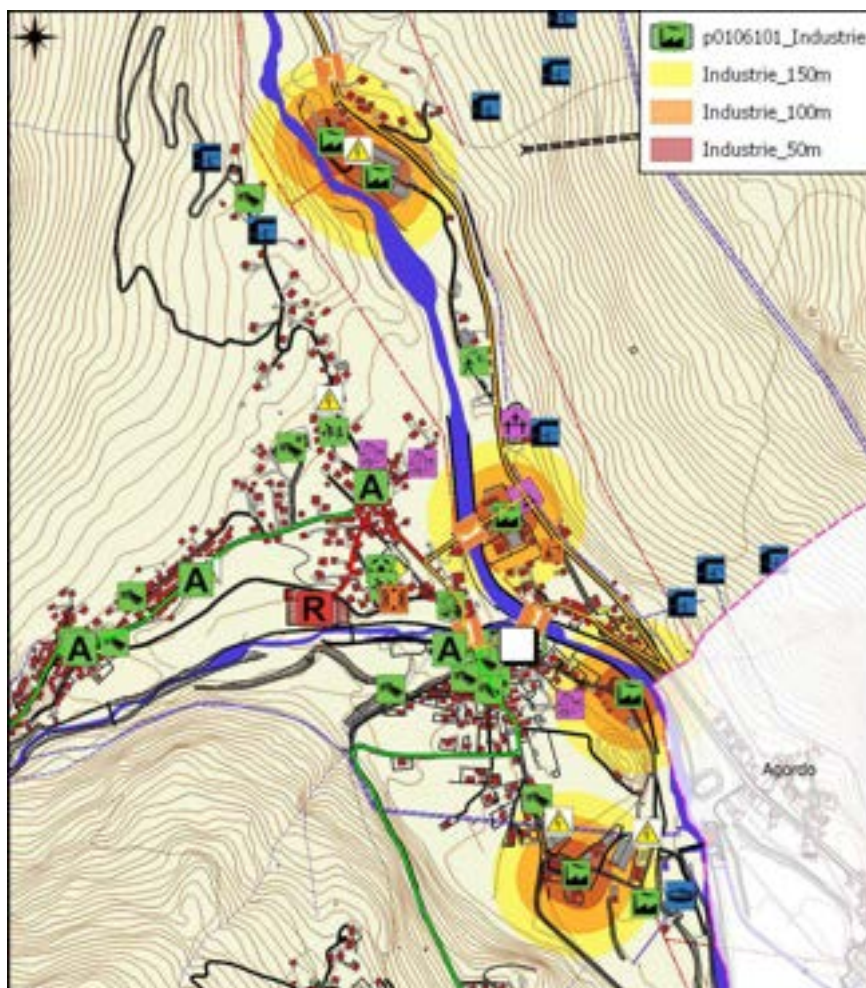 p0106101_Industrie
Industrie_150m
Industrie_100m
Industrie_50m
A
A
R
A
A
Agordo